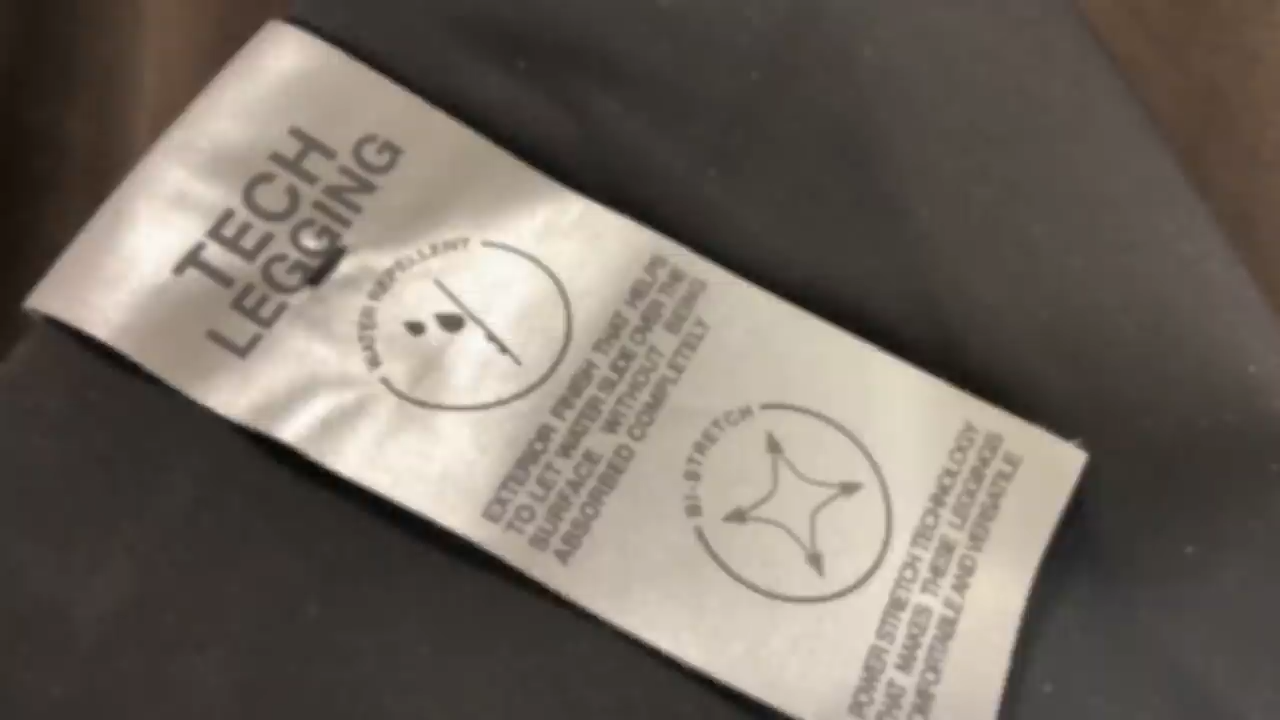 TECH
LEGGING
WATER REPELLENT
EXTERIOR FINISH THAT HELPS
TO LET WATER SLIDE OVER THE
SURFACE WITHOUT BEING
ABSORBED COMPLETELY
BI-STRETCH
POWER STRETCH TECHNOLOGY
THAT MAKES THESE LEGGINGS
COMFORTABLE AND VERSATILE